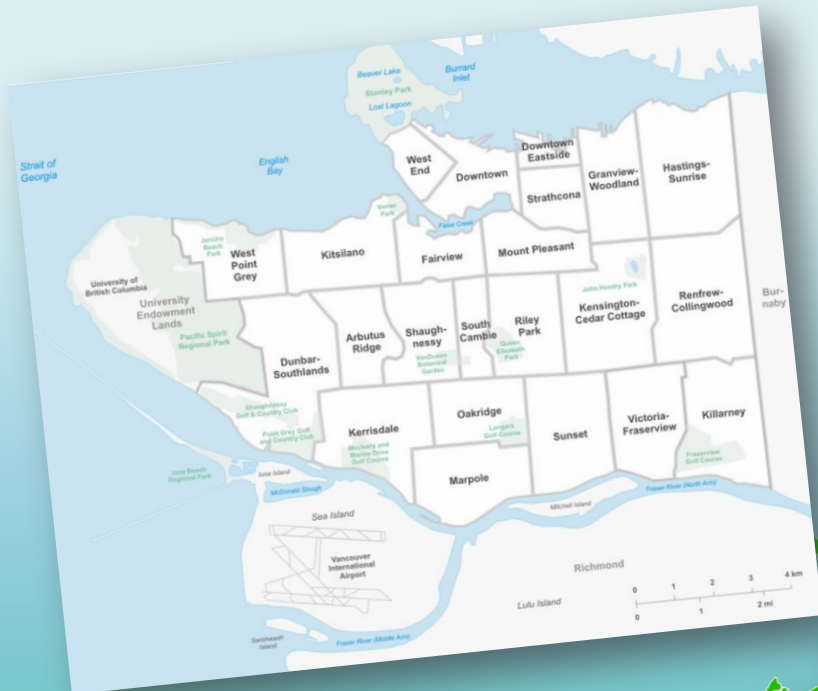 Beaver Lake
Burrard
Inlet
Stanley Park
Lost Lagoon
Strait of
Georgia
English
Bay
West
End
Downtown
Downtown
Eastside
Strathcona
Granview-
Woodland
Hastings-
Sunrise
Vanier
Park
False Creek
Jericho
Beach
Park
West
Point
Grey
Kitsilano
Fairview
Mount Pleasant
University of
British Columbia
University
Endowment
Lands
Pacific Spirit
Regional Park
John Hendry Park
Kensington-
Cedar Cottage
Renfrew-
Collingwood
Bur-
naby
Dunbar-
Southlands
Arbutus
Ridge
Shaugh-
nessy
VanDusen
Botanical
Garden
South
Cambie
Riley
Park
Queen
Elizabeth
Park
Shaughnessy
Golf & Country Club
Point Grey Golf
and Country Club
Kerrisdale
McCleery and
Marine Drive
Golf Course
Oakridge
Langara
Golf Course
Sunset
Victoria-
Fraserview
Killarney
Fraserview
Golf Course
Marpole
Iona Beach
Regional Park
Iona Island
McDonald Slough
Sea Island
Mitchell Island
Fraser River (North Arm)
Vancouver
International
Airport
Richmond
Lulu Island
Swishwash
Island
Fraser River (Middle Arm)
0 1 2 3 4 km
0 1 2 mi